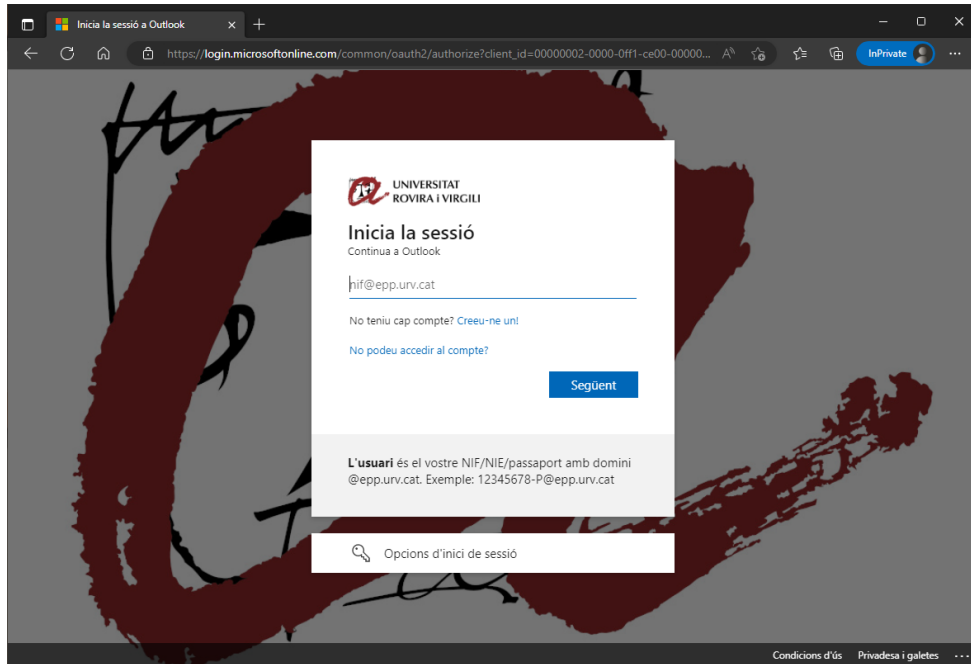 Inicia la sessió a Outlook
https://login.microsoftonline.com/common/oauth2/authorize?client_id=00000002-0000-0ff1-ce00-00000...
InPrivate
UNIVERSITAT
ROVIRA i VIRGILI
Inicia la sessió
Continua a Outlook
nif@epp.urv.cat
No teniu cap compte? Creeu-ne un!
No podeu accedir al compte?
Següent
L'usuari és el vostre NIF/NIE/passaport amb domini
@epp.urv.cat. Exemple: 12345678-P@epp.urv.cat
Opcions d'inici de sessió
Condicions d'ús Privadesa i galetes ...